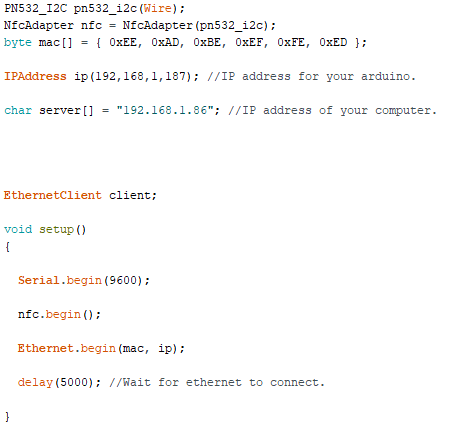 PN532_I2C pn532_i2c(Wire);
NfcAdapter nfc = NfcAdapter(pn532_i2c);
byte mac[] = { 0xEE, 0xAD, 0xBE, 0xEF, 0xFE, 0xED };
IPAddress ip(192,168,1,187); //IP address for your arduino.
char server[] = "192.168.1.86"; //IP address of your computer.
EthernetClient client;
void setup()
{
Serial.begin(9600);
nfc.begin();
Ethernet.begin(mac, ip);
delay(5000); //Wait for ethernet to connect.
}